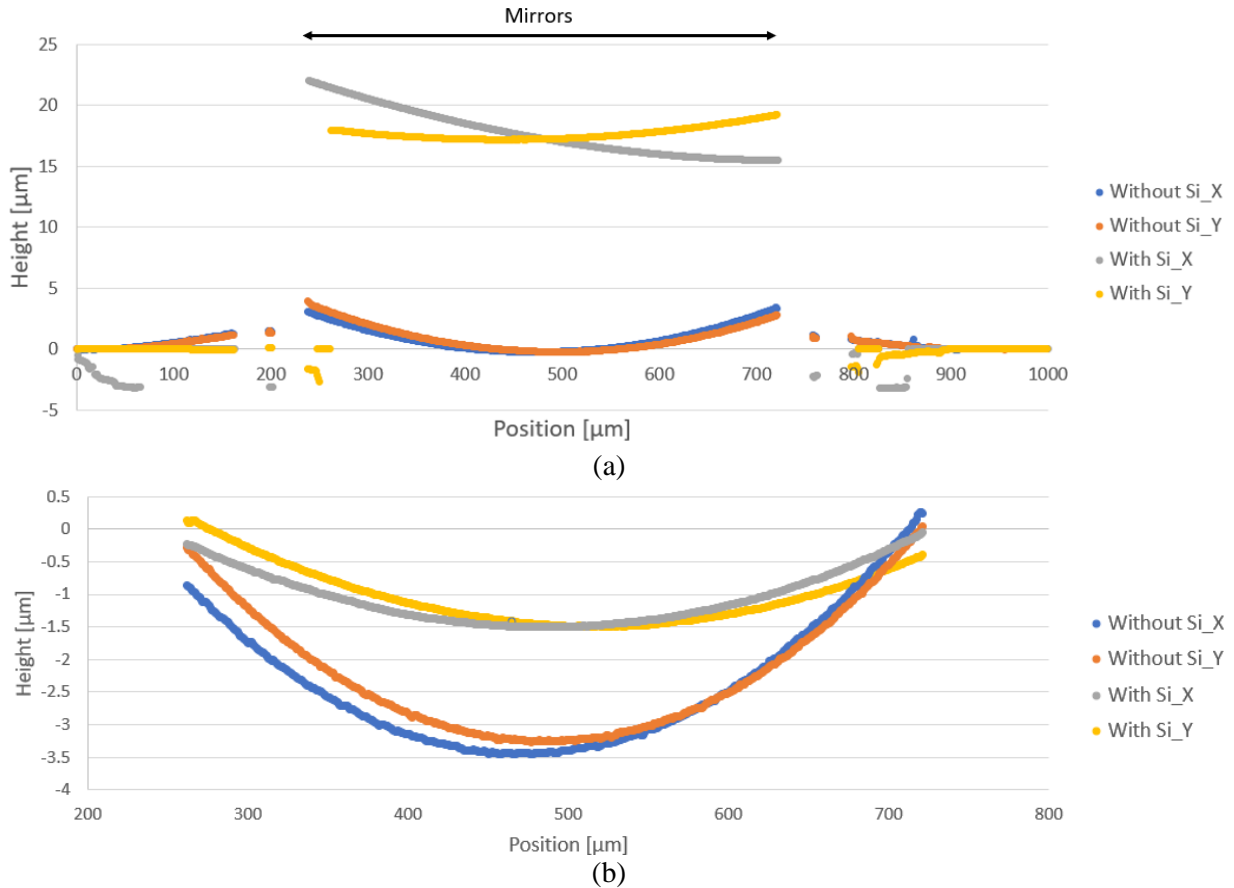 Mirrors
25
20
15
10
5
0
-5
0 100 200 300 400 500 600 700 800 900 1000
Height [µm]
Position [µm]
Without Si_X
Without Si_Y
With Si_X
With Si_Y
(a)
0.5
0
-0.5
-1
-1.5
-2
-2.5
-3
-3.5
-4
200 300 400 500 600 700 800
Height [µm]
Position [µm]
Without Si_X
Without Si_Y
With Si_X
With Si_Y
(b)